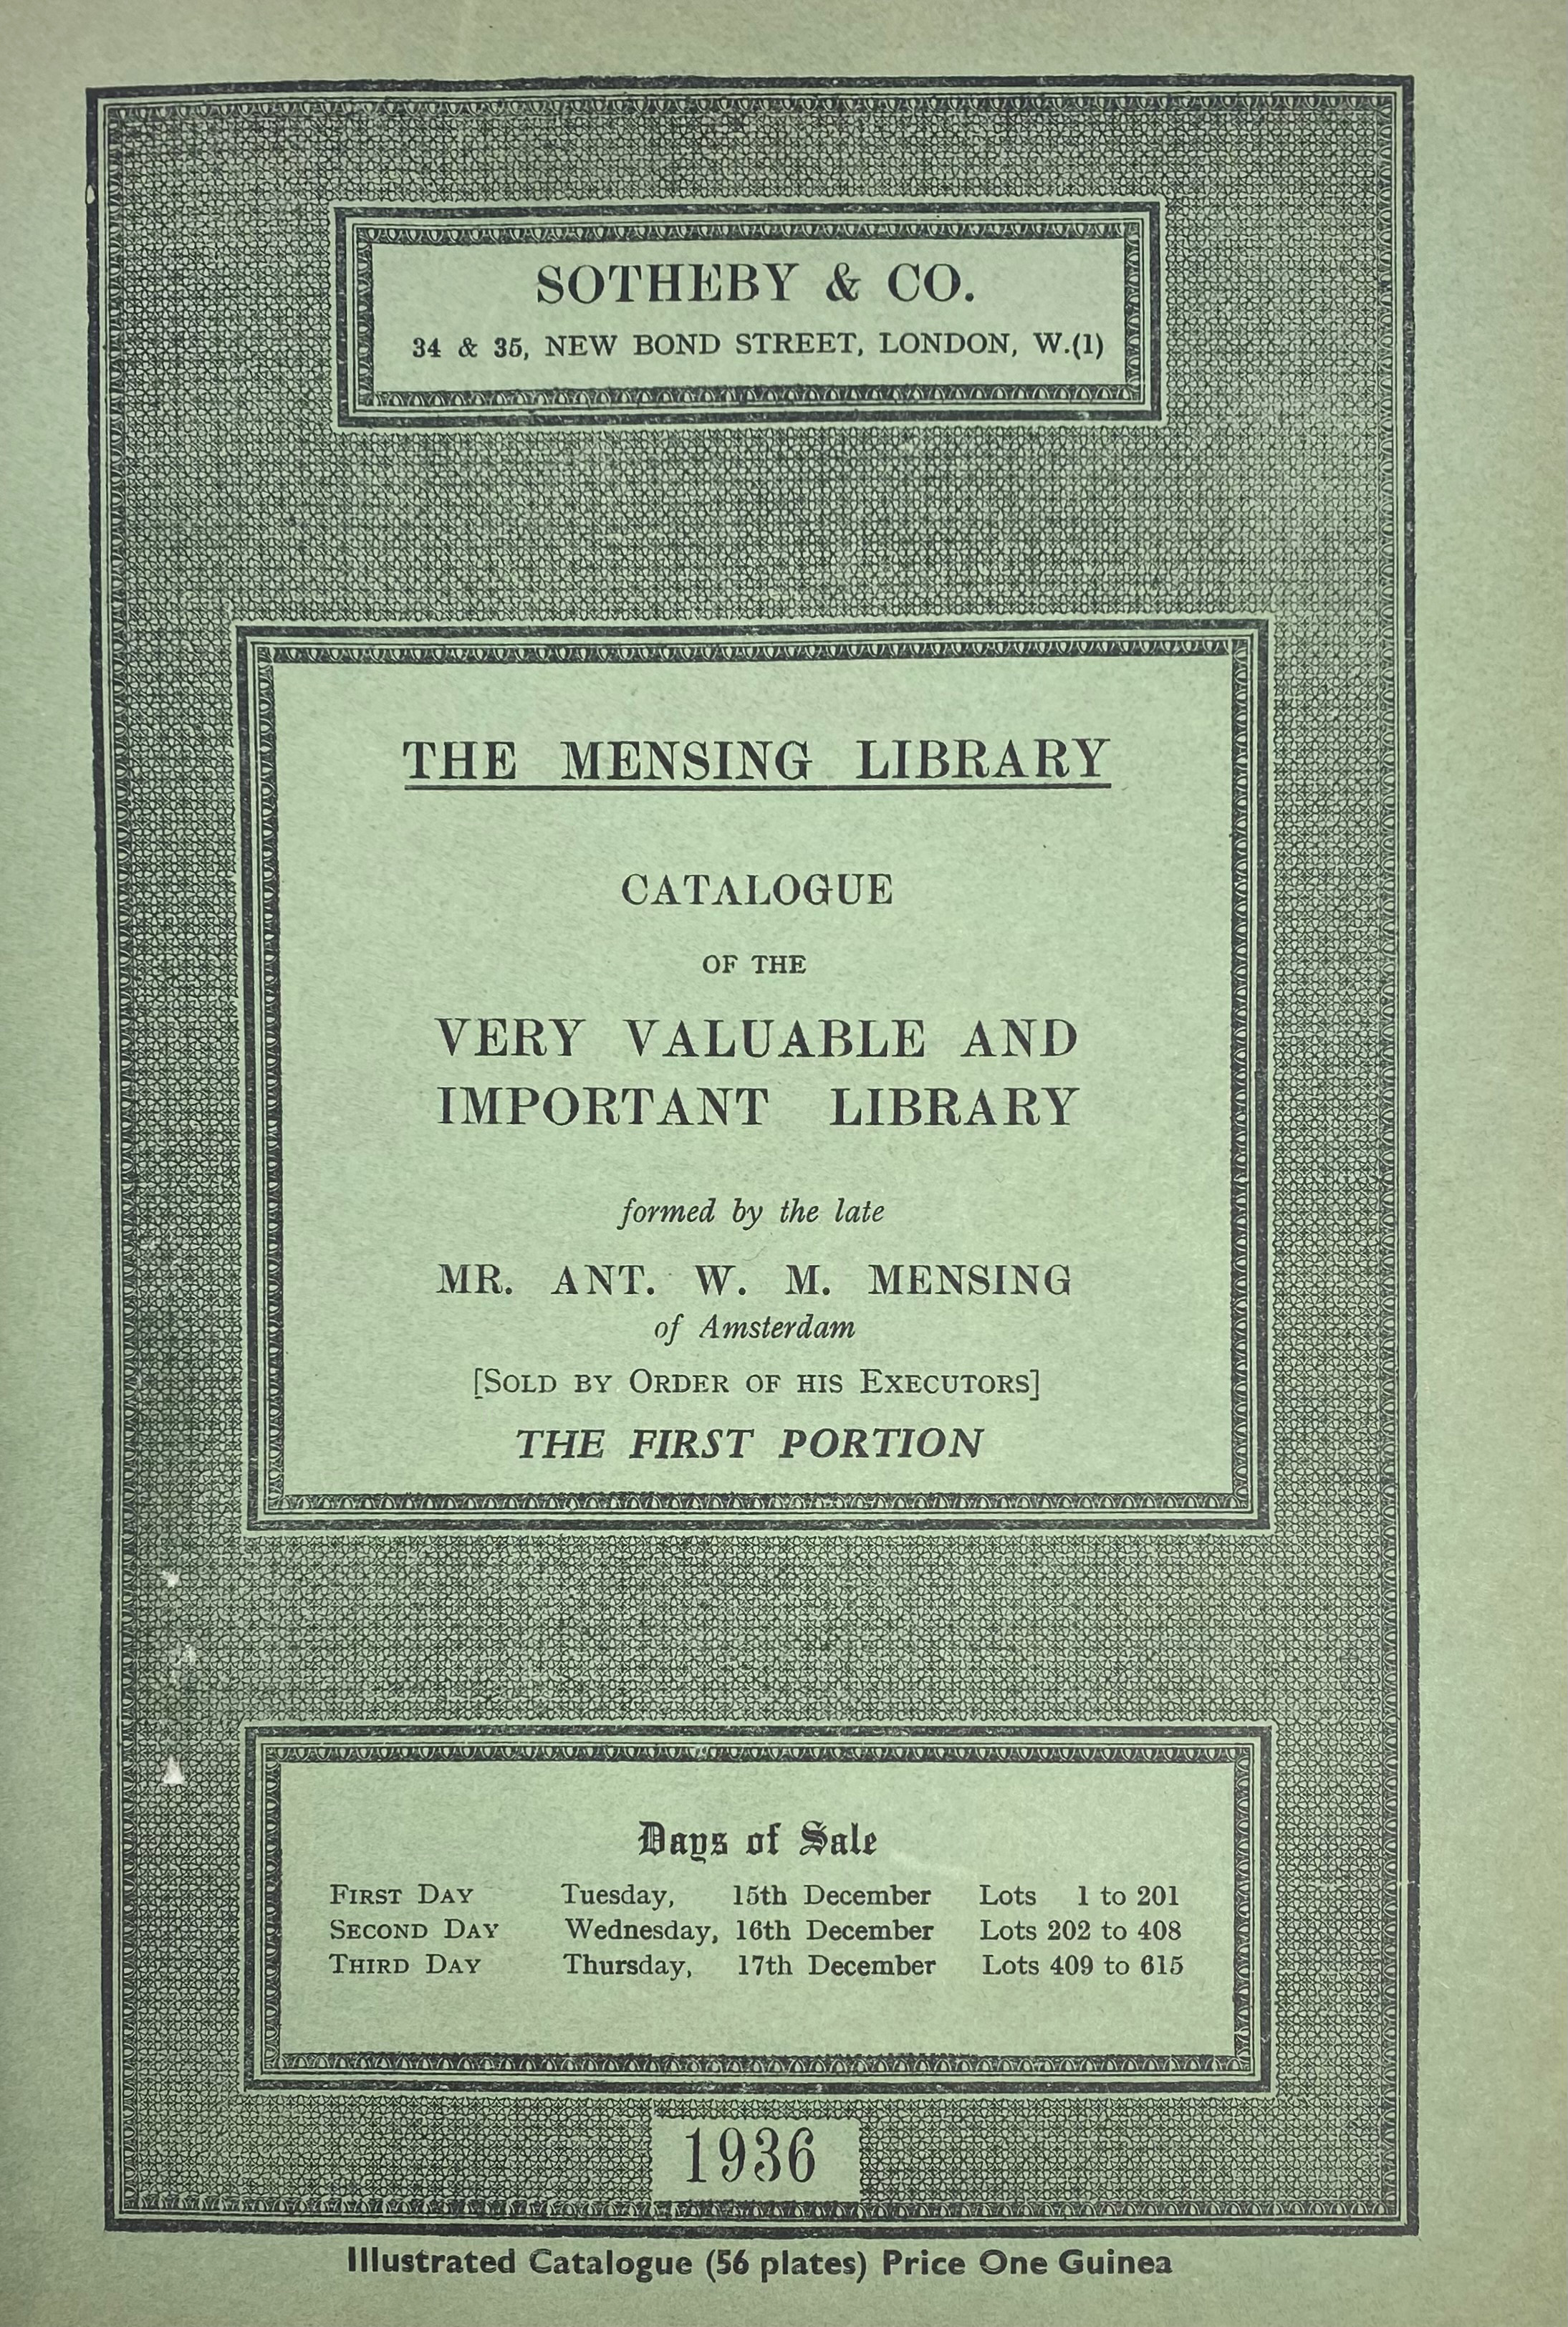 SOTHEBY & CO.
34 & 35, NEW BOND STREET, LONDON, W.(1)
THE MENSING LIBRARY
CATALOGUE
OF THE
VERY VALUABLE AND
IMPORTANT LIBRARY
formed by the late
MR. ANT. W. M. MENSING
of Amsterdam
[SOLD BY ORDER OF HIS EXECUTORS]
THE FIRST PORTION
Days of Sale
FIRST DAY Tuesday, 15th December Lots 1 to 201
SECOND DAY Wednesday, 16th December Lots 202 to 408
THIRD DAY Thursday, 17th December Lots 409 to 615
1936
Illustrated Catalogue (56 plates) Price One Guinea